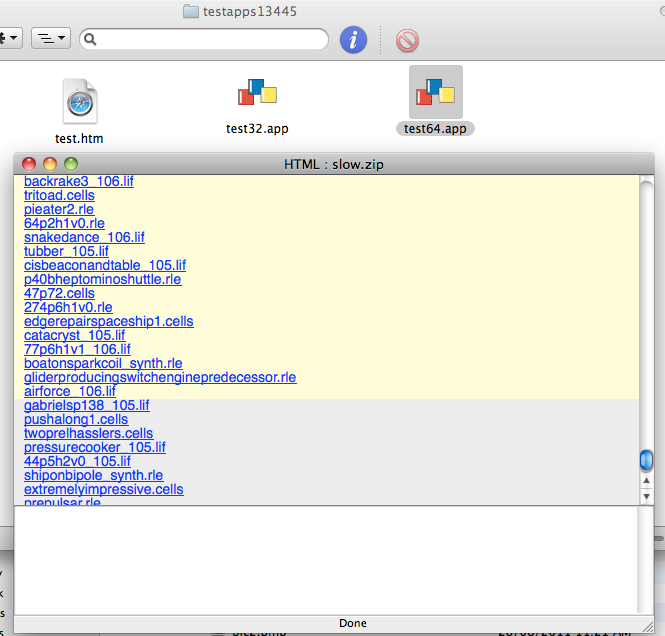 testapps13445
test.htm
test32.app
test64.app
HTML : slow.zip
backrake3_106.lif
tritoad.cells
pieater2.rle
64p2h1v0.rle
snakedance_106.lif
tubber_105.lif
cisbeaconandtable_105.lif
p40bheptominoshuttle.rle
47p72.cells
274p6h1v0.rle
edgerepairspaceship1.cells
catacryst_105.lif
77p6h1v1_106.lif
boatonsparkcoil_synth.rle
gliderproducingswitchenginepredecessor.rle
airforce_106.lif
gabrielsp138_105.lif
pushalong1.cells
twoprelhasslers.cells
pressurecooker_105.lif
44p5h2v0_105.lif
shiponbipole_synth.rle
extremelyimpressive.cells
prepulsar.rle
Done